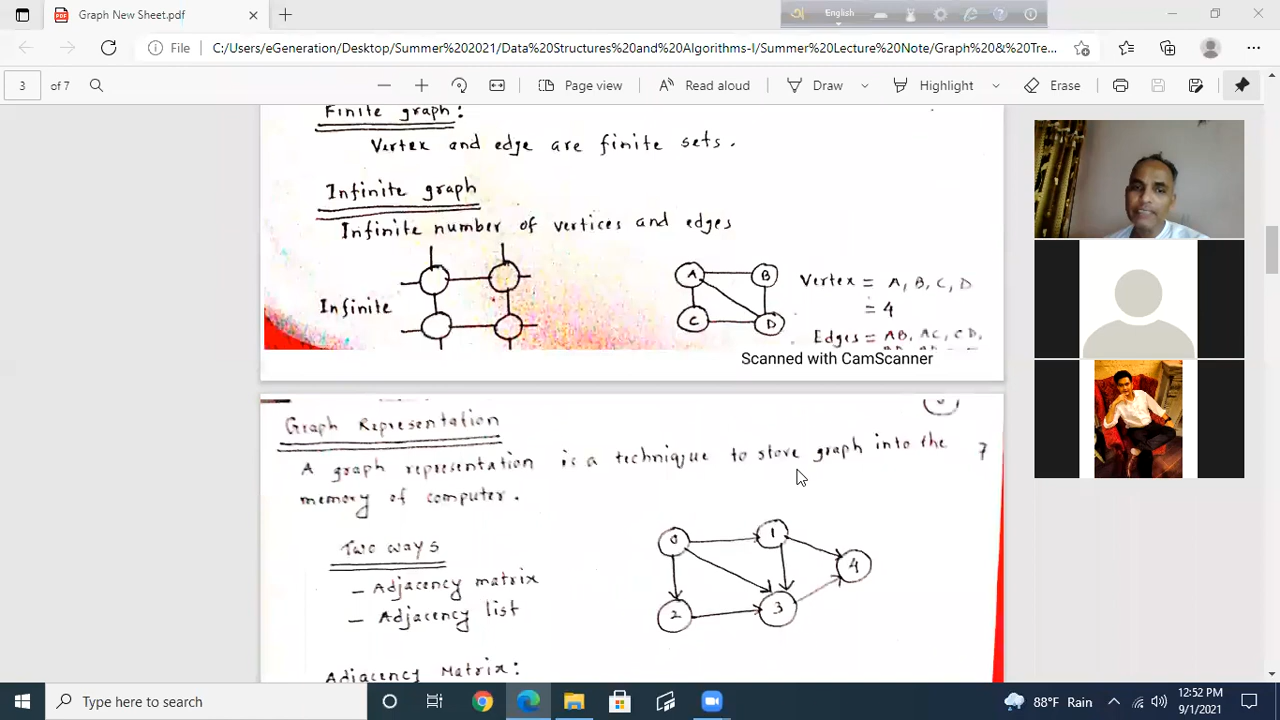 Graph New Sheet.pdf
English
File
C:/Users/eGeneration/Desktop/Summer%202021/Data%20Structures%20and%20Algorithms-I/Summer%20Lecture%20Note/Graph%20&%20Tre...
3 of 7
Page view
Read aloud
Draw
Highlight
Erase
Finite graph:
Vertex and edge are finite sets.
Infinite graph
Infinite number of vertices and edges
Infinite
A B C D
Vertex = A, B, C, D
= 4
Edges = AB, AC, CD,
Scanned with CamScanner
Graph Representation
A graph representation is a technique to store graph into the 7
memory of computer.
Two ways
- Adjacency matrix
- Adjacency list
0 1 4 2 3
Adjacency Matrix:
Type here to search
88°F Rain
12:52 PM
9/1/2021